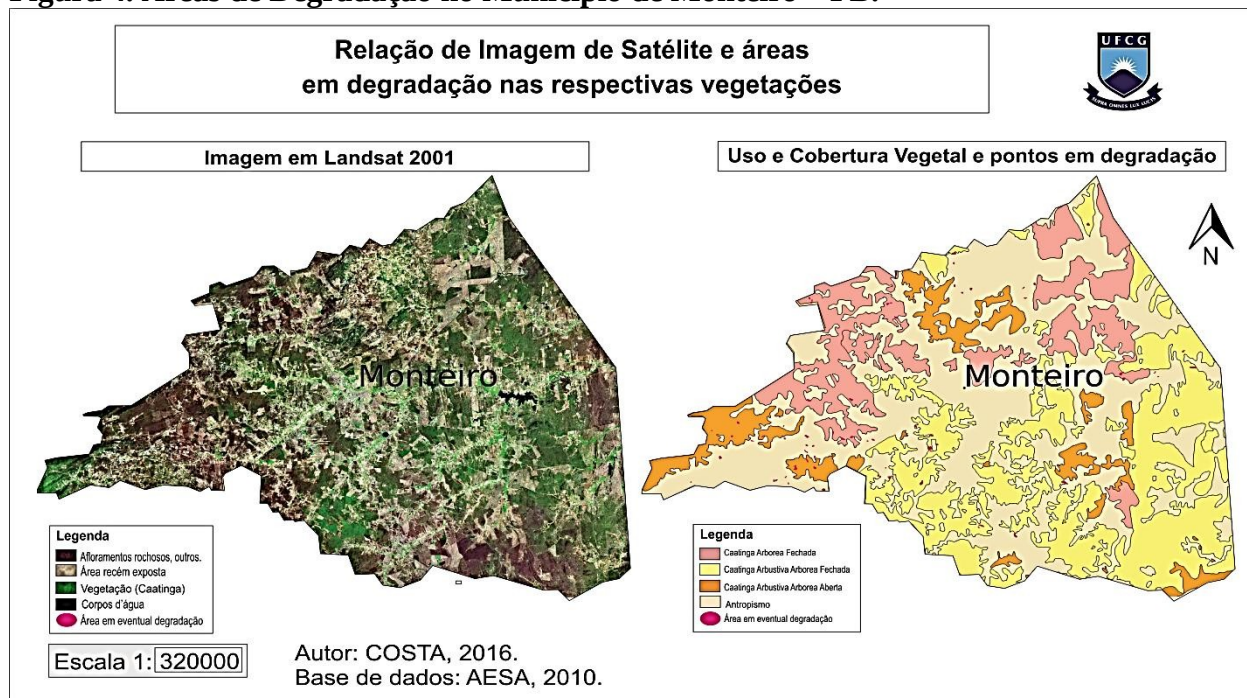 Figura 4: Áreas de Degradação no Município de Monteiro – PB.
Relação de Imagem de Satélite e áreas
em degradação nas respectivas vegetações
UFCG
SUPRA OMNES LUX LUCIS
Imagem em Landsat 2001
Monteiro
Legenda
Afloramentos rochosos, outros.
Área recém exposta
Vegetação (Caatinga)
Corpos d'água
Área em eventual degradação
Escala 1: 320000
Autor: COSTA, 2016.
Base de dados: AESA, 2010.
Uso e Cobertura Vegetal e pontos em degradação
N
Monteiro
Legenda
Caatinga Arborea Fechada
Caatinga Arbustiva Arborea Fechada
Caatinga Arbustiva Arborea Aberta
Antropismo
Área em eventual degradação